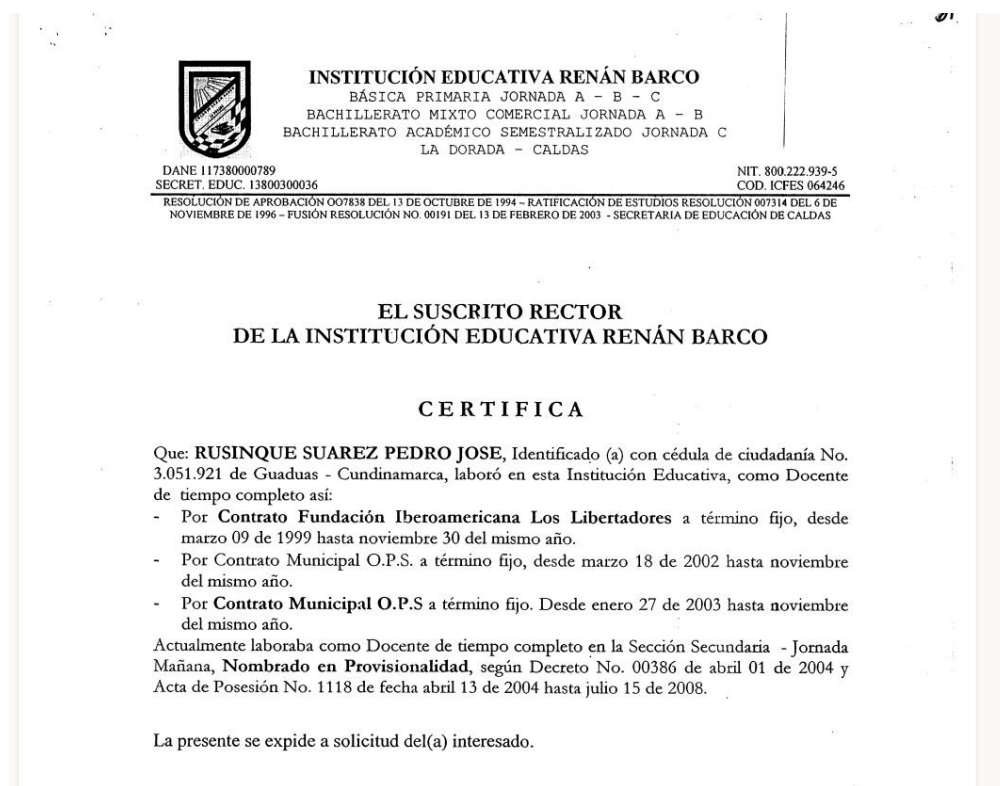 INSTITUCIÓN EDUCATIVA RENÁN BARCO
BÁSICA PRIMARIA JORNADA A – B – C
BACHILLERATO MIXTO COMERCIAL JORNADA A – B
BACHILLERATO ACADÉMICO SEMESTRALIZADO JORNADA C
LA DORADA – CALDAS
DANE 117380000789
NIT. 800.222.939-5
SECRET. EDUC. 13800300036
COD. ICFES 064246
RESOLUCIÓN DE APROBACIÓN OO7838 DEL 13 DE OCTUBRE DE 1994 – RATIFICACIÓN DE ESTUDIOS RESOLUCIÓN 007314 DEL 6 DE
NOVIEMBRE DE 1996 – FUSIÓN RESOLUCIÓN NO. 00191 DEL 13 DE FEBRERO DE 2003 - SECRETARIA DE EDUCACIÓN DE CALDAS
EL SUSCRITO RECTOR
DE LA INSTITUCIÓN EDUCATIVA RENÁN BARCO
C E R T I F I C A
Que: RUSINQUE SUAREZ PEDRO JOSE, Identificado (a) con cédula de ciudadanía No.
3.051.921 de Guaduas - Cundinamarca, laboró en esta Institución Educativa, como Docente
de tiempo completo así:
- Por Contrato Fundación Iberoamericana Los Libertadores a término fijo, desde
marzo 09 de 1999 hasta noviembre 30 del mismo año.
- Por Contrato Municipal O.P.S. a término fijo, desde marzo 18 de 2002 hasta noviembre
del mismo año.
- Por Contrato Municipal O.P.S a término fijo. Desde enero 27 de 2003 hasta noviembre
del mismo año.
Actualmente laboraba como Docente de tiempo completo en la Sección Secundaria - Jornada
Mañana, Nombrado en Provisionalidad, según Decreto No. 00386 de abril 01 de 2004 y
Acta de Posesión No. 1118 de fecha abril 13 de 2004 hasta julio 15 de 2008.
La presente se expide a solicitud del(a) interesado.